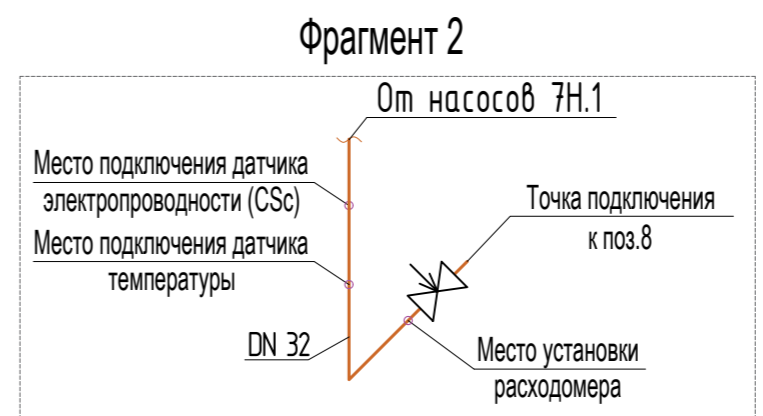 Фрагмент 2
От насосов 7Н.1
Место подключения датчика
электропроводности (CSc)
Место подключения датчика
температуры
DN 32
Точка подключения
к поз.8
Место установки
расходомера